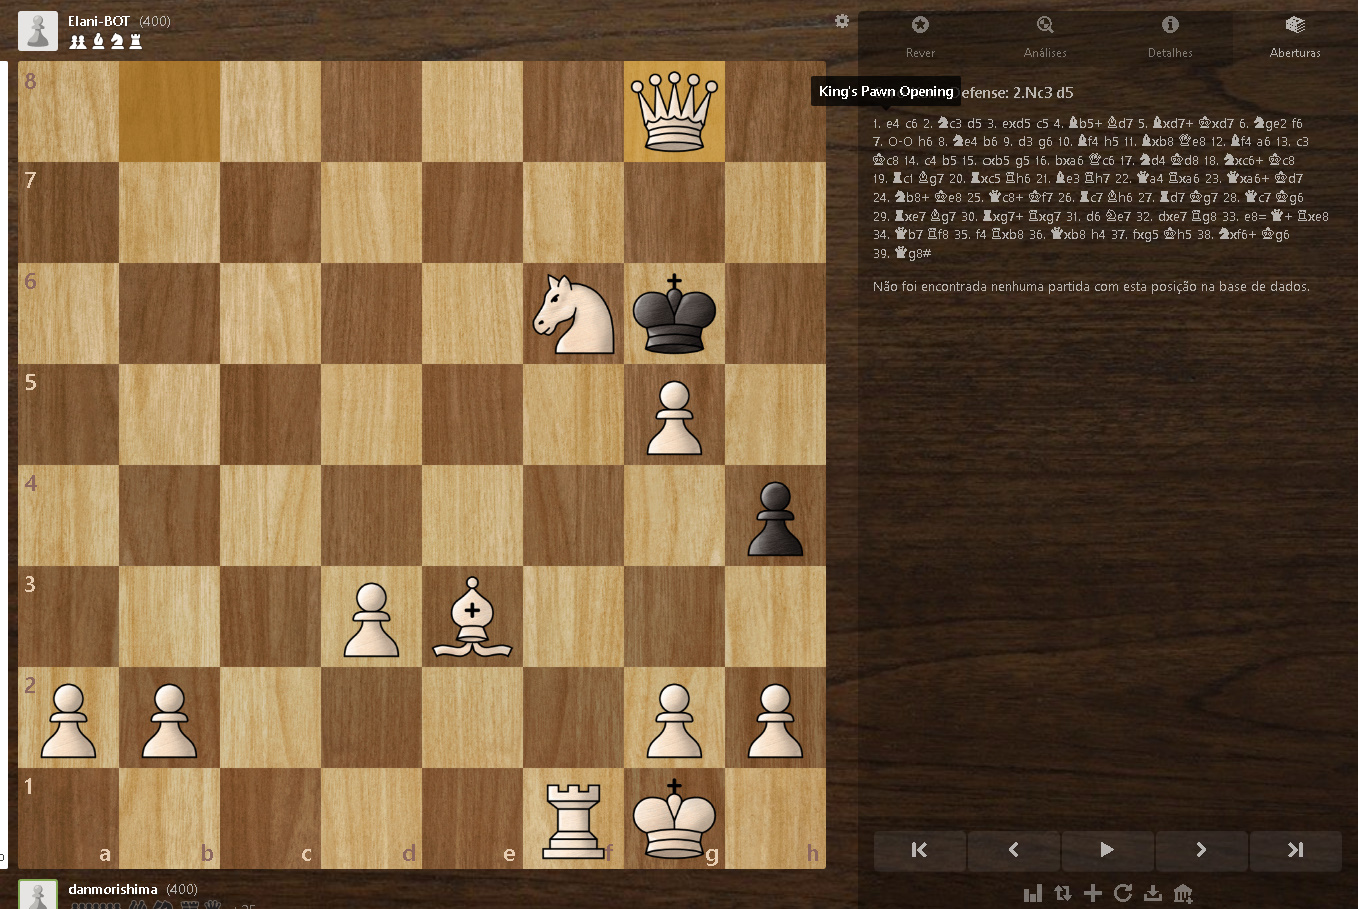 Elani-BOT (400)
Rever
Análises
Detalhes
Aberturas
King's Pawn Opening
efense: 2.Nc3 d5
1. e4 c6 2. ♞c3 d5 3. exd5 c5 4. ♝b5+ ♗d7 5. ♝xd7+ ♔xd7 6. ♞ge2 f6
7. O-O h6 8. ♞e4 b6 9. d3 g6 10. ♝f4 h5 11. ♝xb8 ♕e8 12. ♝f4 a6 13. c3
♔c8 14. c4 b5 15. cxb5 g5 16. bxa6 ♕c6 17. ♞d4 ♔d8 18. ♞xc6+ ♔c8
19. ♜c1 ♗g7 20. ♜xc5 ♖h6 21. ♝e3 ♖h7 22. ♛a4 ♖xa6 23. ♛xa6+ ♔d7
24. ♞b8+ ♔e8 25. ♛c8+ ♔f7 26. ♜c7 ♗h6 27. ♜d7 ♔g7 28. ♛c7 ♔g6
29. ♜xe7 ♗g7 30. ♜xg7+ ♖xg7 31. d6 ♘e7 32. dxe7 ♖g8 33. e8=♛+ ♖xe8
34. ♛b7 ♖f8 35. f4 ♖xb8 36. ♛xb8 h4 37. fxg5 ♔h5 38. ♞xf6+ ♔g6
39. ♛g8#
Não foi encontrada nenhuma partida com esta posição na base de dados.
8
7
6
5
4
3
2
1
a b c d e f g h
danmorishima (400)